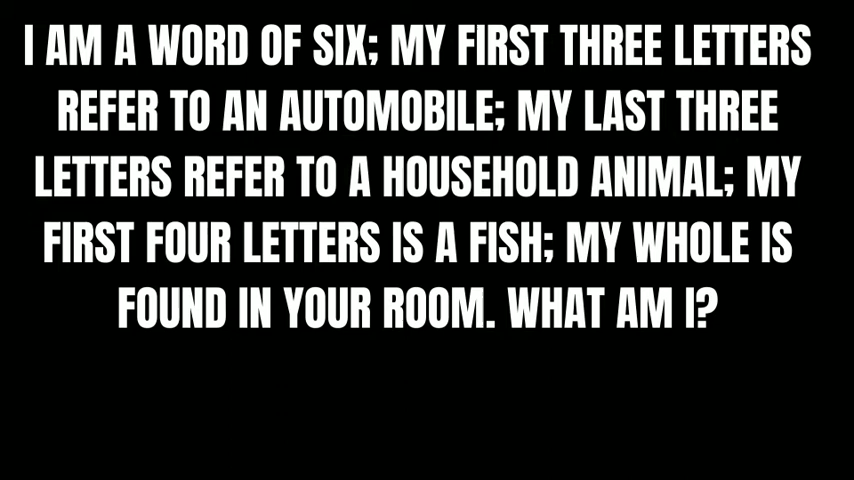 I AM A WORD OF SIX; MY FIRST THREE LETTERS
REFER TO AN AUTOMOBILE; MY LAST THREE
LETTERS REFER TO A HOUSEHOLD ANIMAL; MY
FIRST FOUR LETTERS IS A FISH; MY WHOLE IS
FOUND IN YOUR ROOM. WHAT AM I?